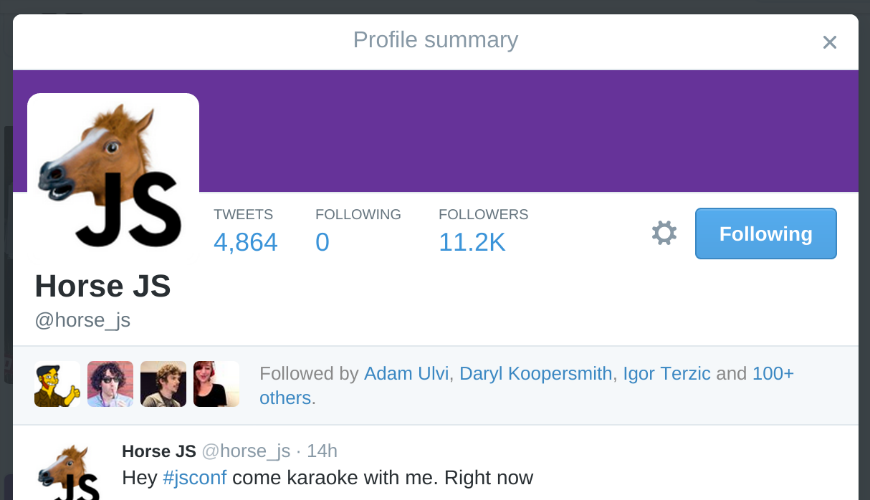 Profile summary
×
JS
TWEETS FOLLOWING FOLLOWERS
4,864 0 11.2K
Following
Horse JS
@horse_js
Followed by Adam Ulvi, Daryl Koopersmith, Igor Terzic and 100+
others.
Horse JS @horse_js · 14h
JS
Hey #jsconf come karaoke with me. Right now